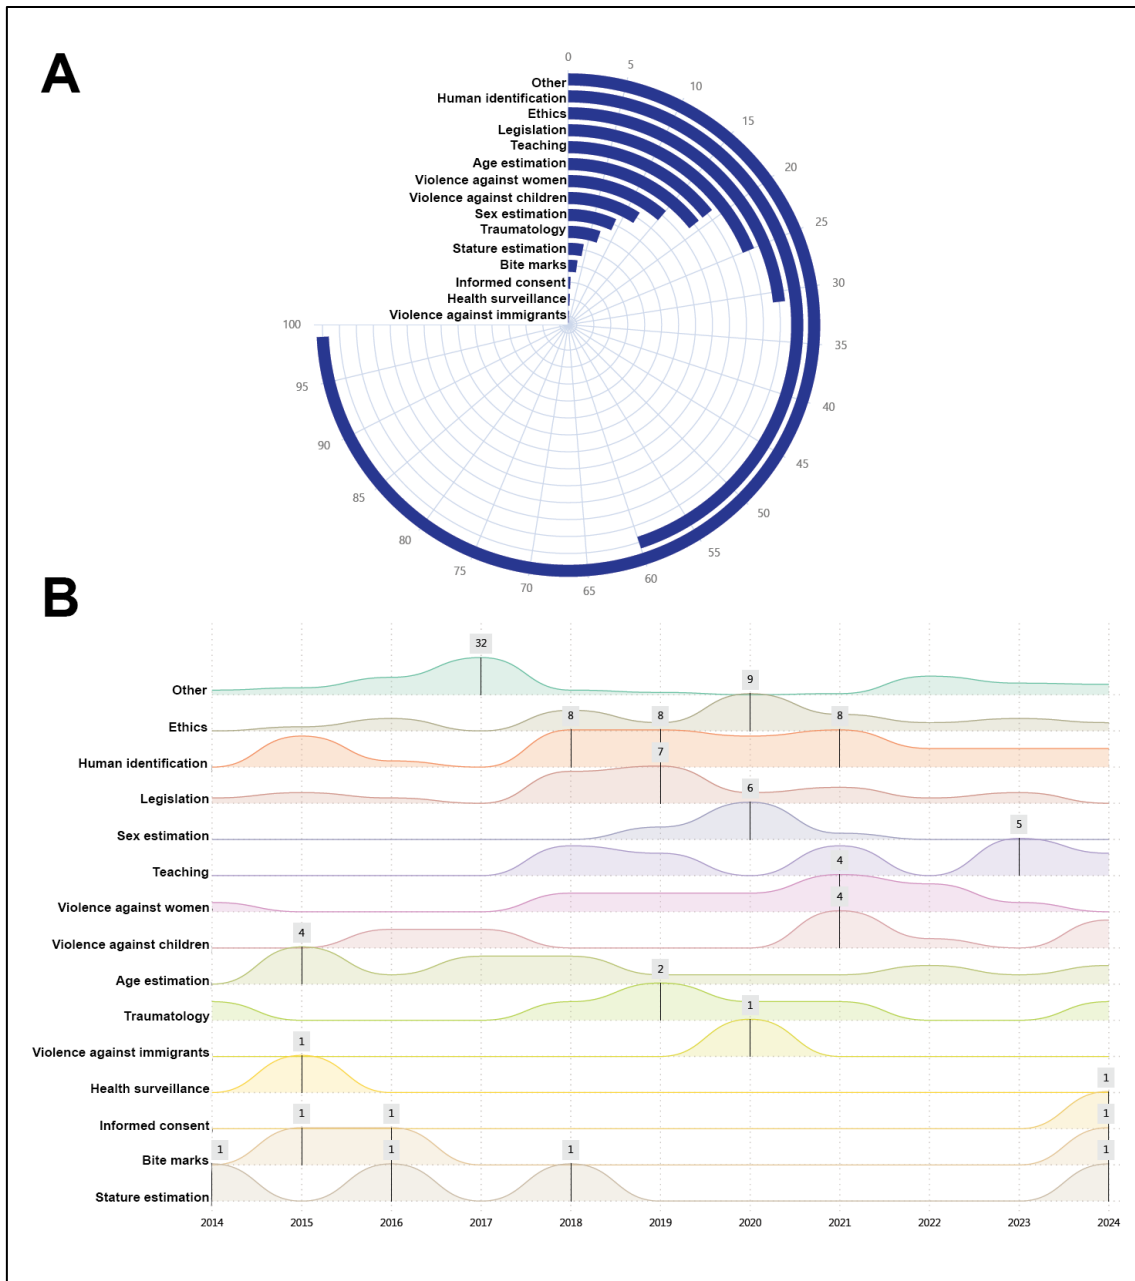 A
0
5
10
15
20
25
30
35
40
45
50
55
60
65
70
75
80
85
90
95
100
Other
Human identification
Ethics
Legislation
Teaching
Age estimation
Violence against women
Violence against children
Sex estimation
Traumatology
Stature estimation
Bite marks
Informed consent
Health surveillance
Violence against immigrants
B
32
Other
9
Ethics
8 8 8
Human identification
7
Legislation
6
Sex estimation
5
Teaching
4
Violence against women
4
Violence against children
4
Age estimation
2
Traumatology
1
Violence against immigrants
1
Health surveillance
1
Informed consent
1 1 1
Bite marks
1 1 1 1
Stature estimation
2014 2015 2016 2017 2018 2019 2020 2021 2022 2023 2024